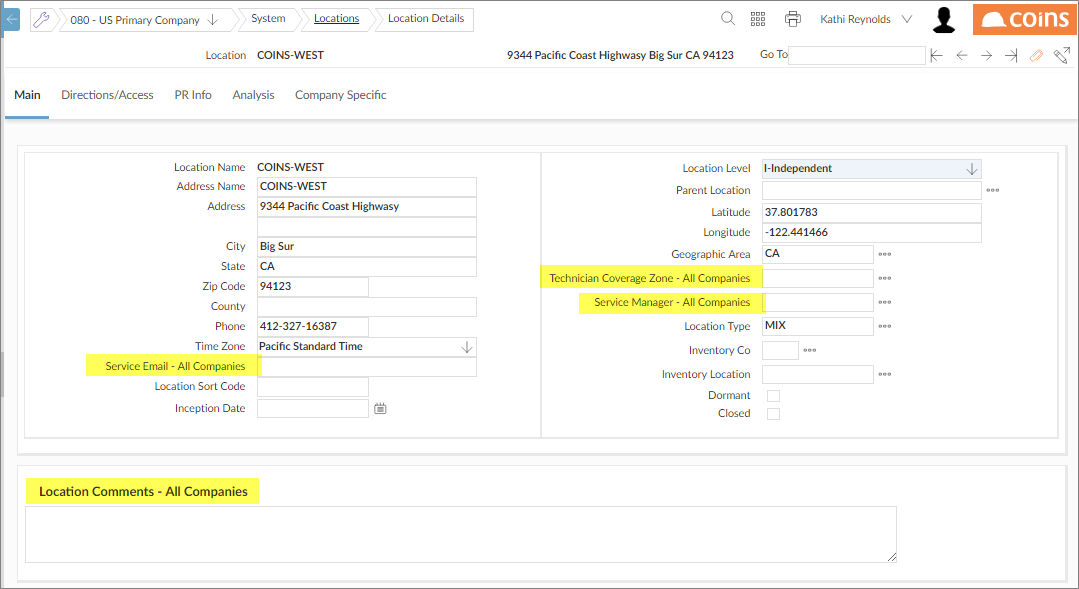 080 - US Primary Company System Locations Location Details Kathi Reynolds coins
Location COINS-WEST 9344 Pacific Coast Highwasy Big Sur CA 94123 Go To
Main Directions/Access PR Info Analysis Company Specific
Location Name COINS-WEST
Address Name COINS-WEST
Address 9344 Pacific Coast Highwasy
City Big Sur
State CA
Zip Code 94123
County
Phone 412-327-16387
Time Zone Pacific Standard Time
Service Email - All Companies
Location Sort Code
Inception Date
Location Level I-Independent
Parent Location
Latitude 37.801783
Longitude -122.441466
Geographic Area CA
Technician Coverage Zone - All Companies
Service Manager - All Companies
Location Type MIX
Inventory Co
Inventory Location
Dormant
Closed
Location Comments - All Companies